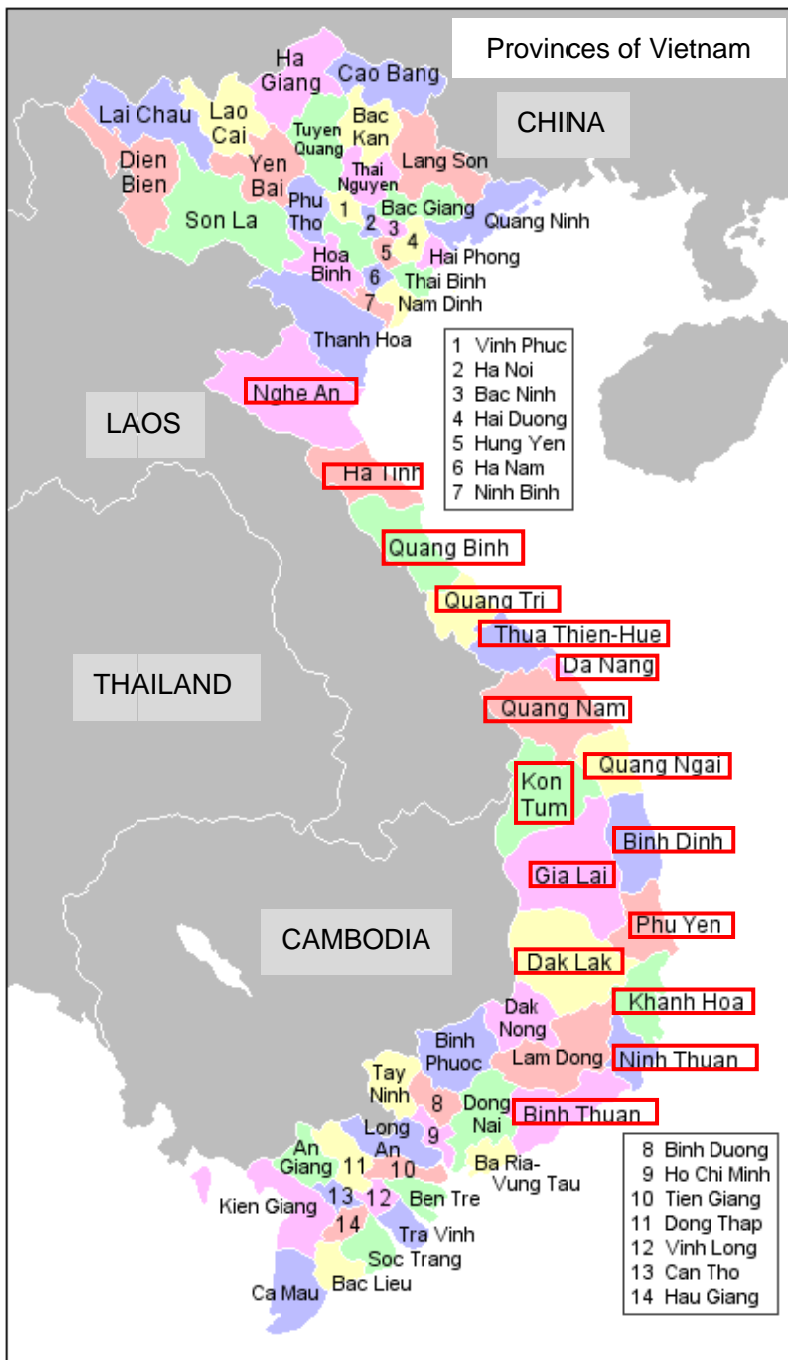 Provinces of Vietnam
Ha
Giang
Cao Bang
Lai Chau
Lao
Cai
Tuyen
Quang
Bac
Kan
CHINA
Dien
Bien
Yen
Bai
Thai
Nguyen
Lang Son
Son La
Phu
Tho
1
2
3
4
5
6
7
Bac Giang
Quang Ninh
Hoa
Binh
Hai Phong
Thai Binh
Nam Dinh
Thanh Hoa
1 Vinh Phuc
2 Ha Noi
3 Bac Ninh
4 Hai Duong
5 Hung Yen
6 Ha Nam
7 Ninh Binh
Nghe An
LAOS
Ha Tinh
Quang Binh
Quang Tri
Thua Thien-Hue
Da Nang
THAILAND
Quang Nam
Quang Ngai
Kon
Tum
Binh Dinh
Gia Lai
Phu Yen
CAMBODIA
Dak Lak
Khanh Hoa
Dak
Nong
Binh
Phuoc
Lam Dong
Ninh Thuan
Tay
Ninh
8
Dong
Nai
Binh Thuan
Long
An
9
An
Giang
11
10
Ba Ria-
Vung Tau
Kien Giang
13
12
Ben Tre
14
Tra Vinh
Soc Trang
Bac Lieu
Ca Mau
8 Binh Duong
9 Ho Chi Minh
10 Tien Giang
11 Dong Thap
12 Vinh Long
13 Can Tho
14 Hau Giang